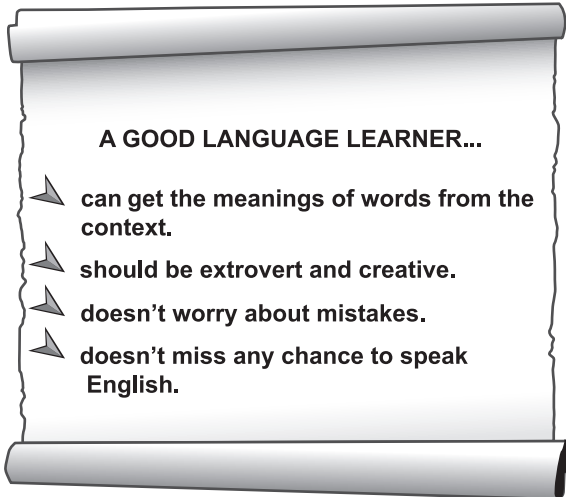 A GOOD LANGUAGE LEARNER...
can get the meanings of words from the
context.
should be extrovert and creative.
doesn't worry about mistakes.
doesn't miss any chance to speak
English.